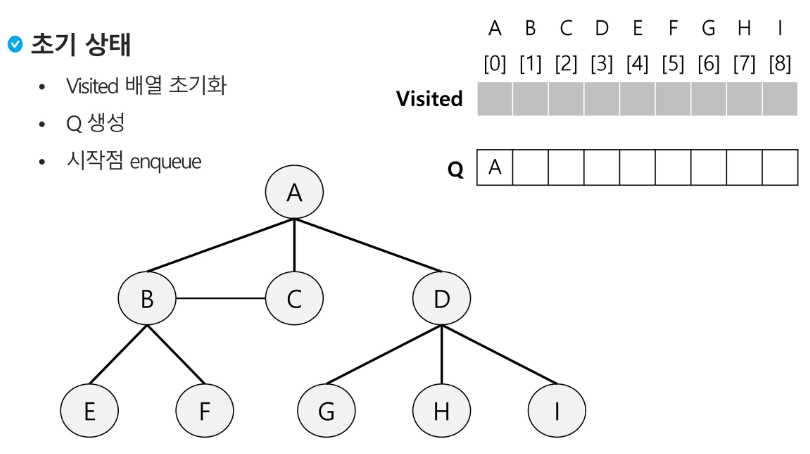 초기 상태
• Visited 배열 초기화
• Q 생성
• 시작점 enqueue
A B C D E F G H I
[0] [1] [2] [3] [4] [5] [6] [7] [8]
Visited
Q A
A
B C D
E F G H I